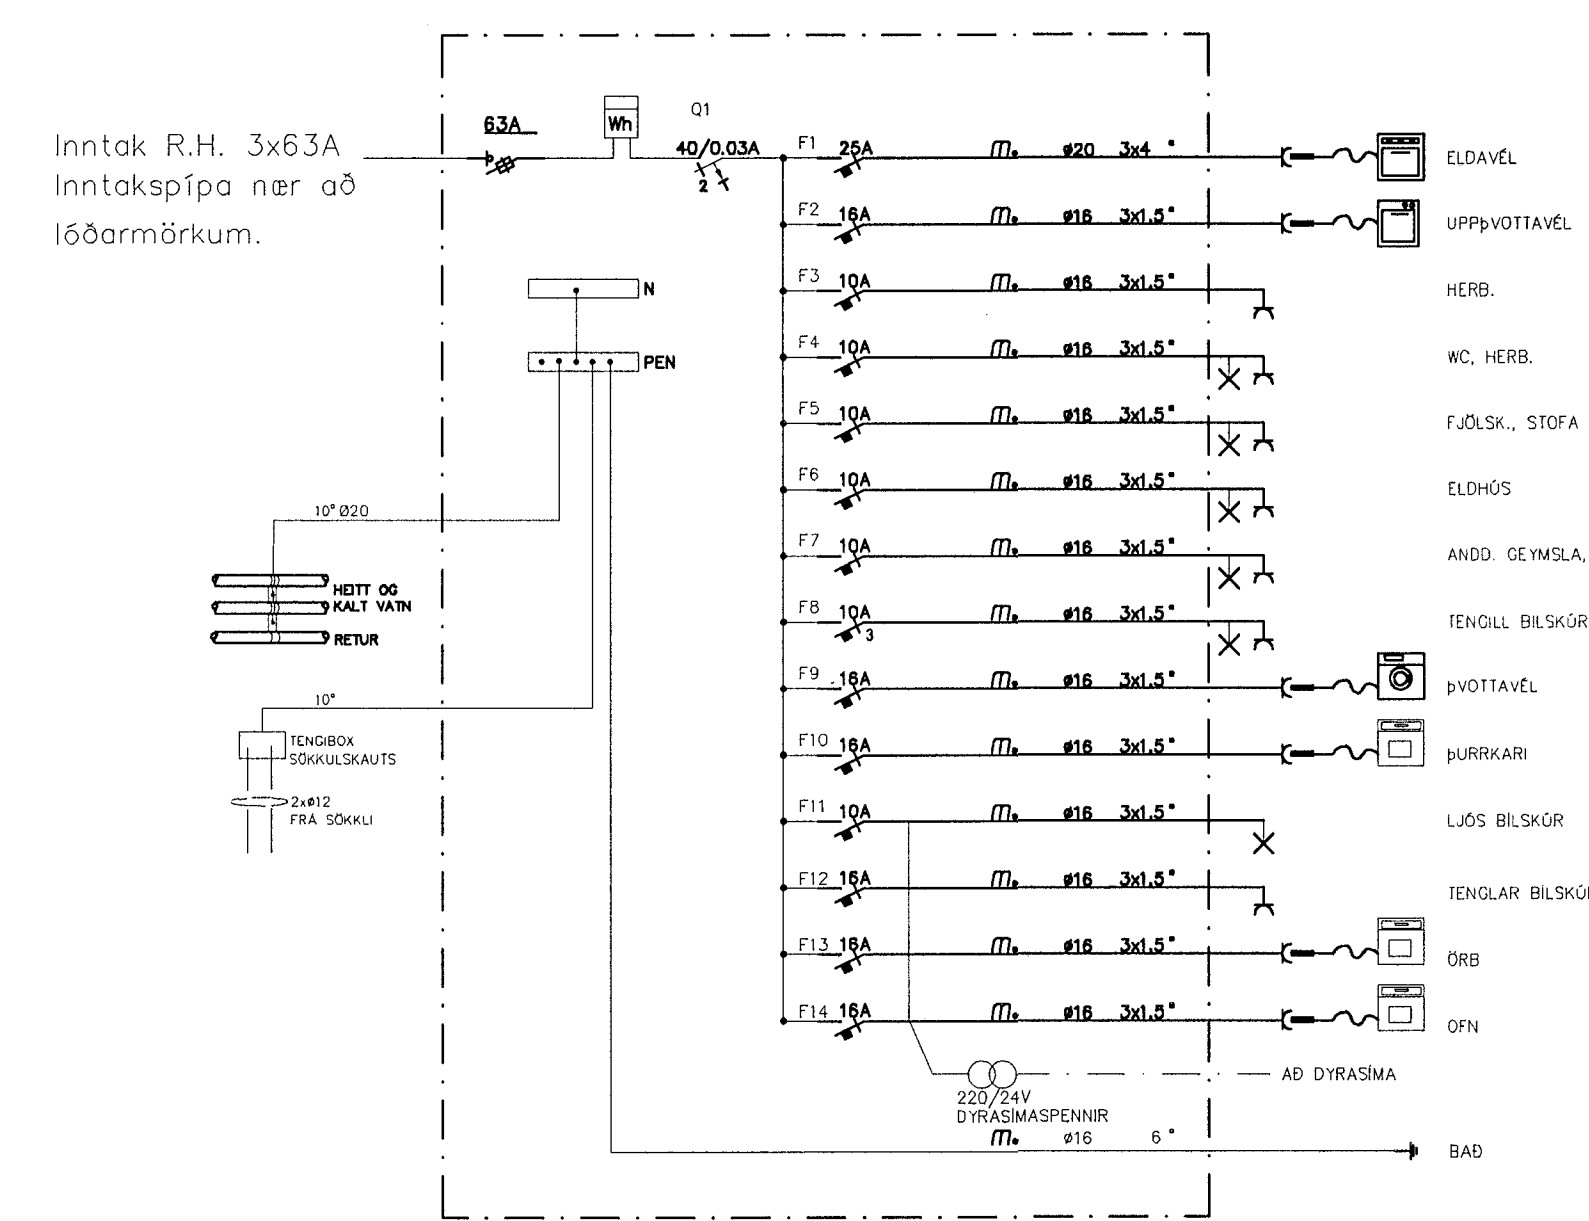 Inntak R.H. 3x63A
Inntakspípa nær að
lóðarmörkum.
63A
Wh
Q1
40/0.03A
2
N
PEN
10° Ø20
HEITT OG
KALT VATN
RETUR
10°
TENGIBOX
SÖKKULSKAUTS
2xø12
FRÁ SÖKKLI
F1 25A m. ø20 3x4 ° ELDAVÉL
F2 16A m. ø16 3x1.5° UPPÞVOTTAVÉL
F3 10A m. ø16 3x1.5° HERB.
F4 10A m. ø16 3x1.5° WC, HERB.
F5 10A m. ø16 3x1.5° FJÖLSK., STOFA
F6 10A m. ø16 3x1.5° ELDHÚS
F7 10A m. ø16 3x1.5° ANDD. GEYMSLA,
F8 10A 3 m. ø16 3x1.5° TENGILL BÍLSKÚR
F9 16A m. ø16 3x1.5° ÞVOTTAVÉL
F10 16A m. ø16 3x1.5° ÞURRKARI
F11 10A m. ø16 3x1.5° LJÓS BÍLSKÚR
F12 16A m. ø16 3x1.5° TENGLAR
F13 16A m. ø16 3x1.5° ÖRB
F14 16A m. ø16 3x1.5° OFN
AÐ DYRASÍMA
220/24V
DYRASÍMASPENNIR
m. ø16 6° BAÐ